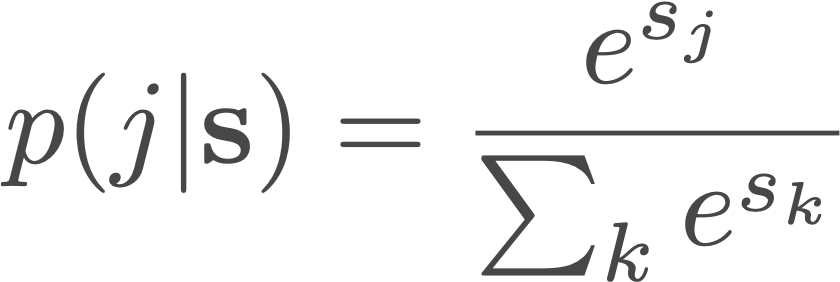 p(j|𝐬) = e^{s_j} / ∑_k e^{s_k}